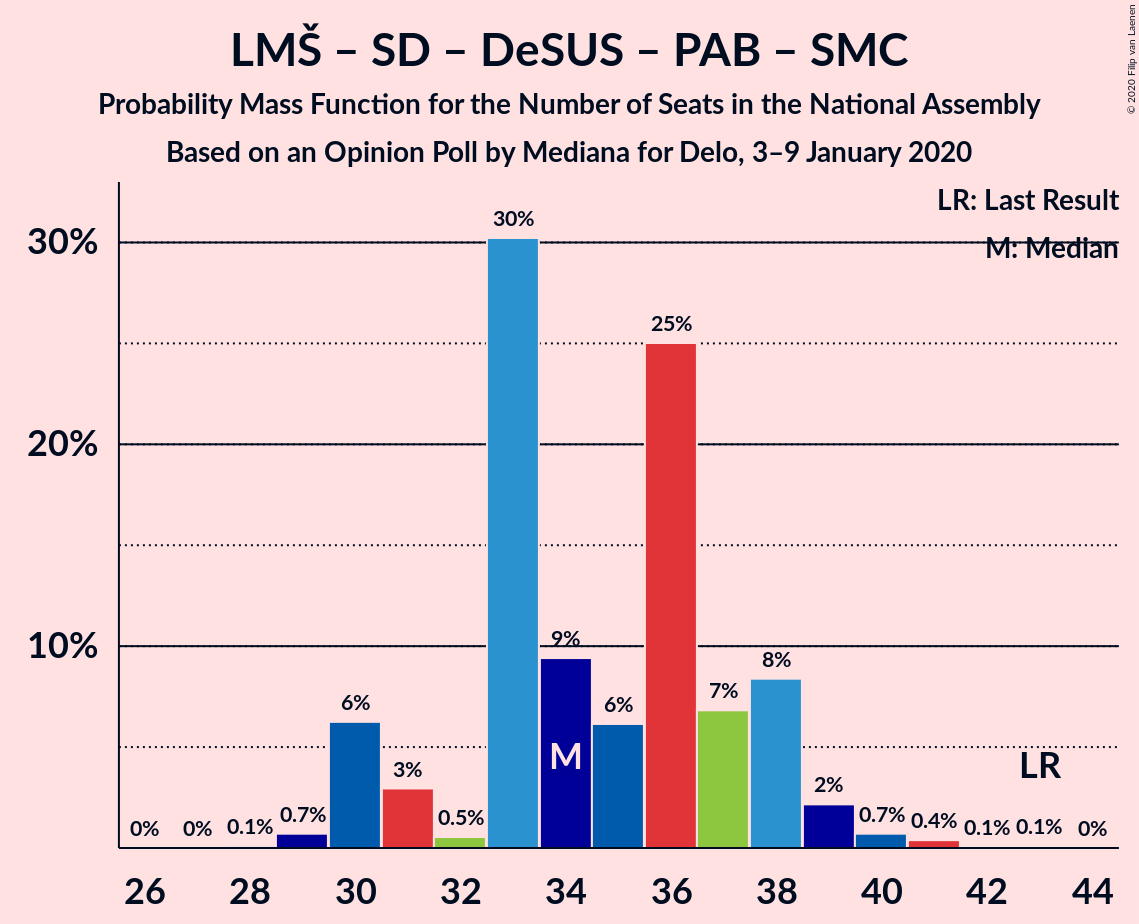 LMŠ – SD – DeSUS – PAB – SMC
Probability Mass Function for the Number of Seats in the National Assembly
Based on an Opinion Poll by Mediana for Delo, 3–9 January 2020
© 2020 Filip van Laenen
LR: Last Result
M: Median
30%
20%
10%
0% 0% 0.1% 0.7% 6% 3% 0.5% 30% 9% 6% 25% 7% 8% 2% 0.7% 0.4% 0.1% 0.1% 0%
M
LR
26 28 30 32 34 36 38 40 42 44